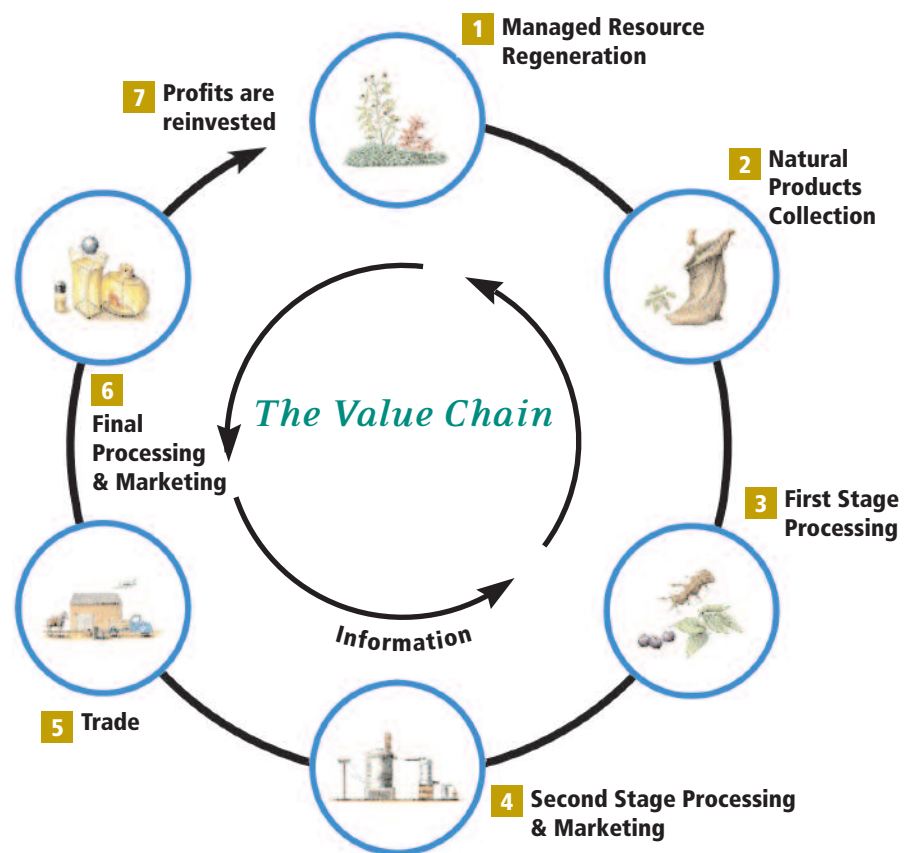 1 Managed Resource
Regeneration
2 Natural
Products
Collection
3 First Stage
Processing
4 Second Stage Processing
& Marketing
5 Trade
6
Final
Processing
& Marketing
7 Profits are
reinvested
The Value Chain
Information